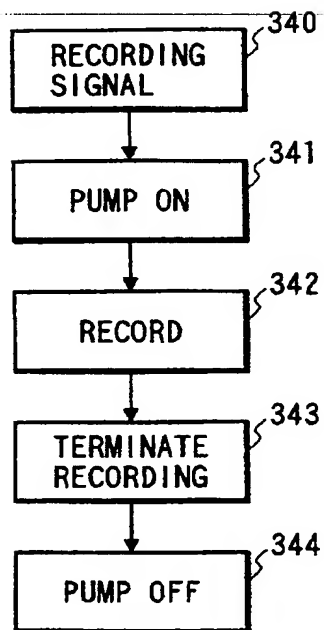 340
RECORDING
SIGNAL
341
PUMP ON
342
RECORD
343
TERMINATE
RECORDING
344
PUMP OFF